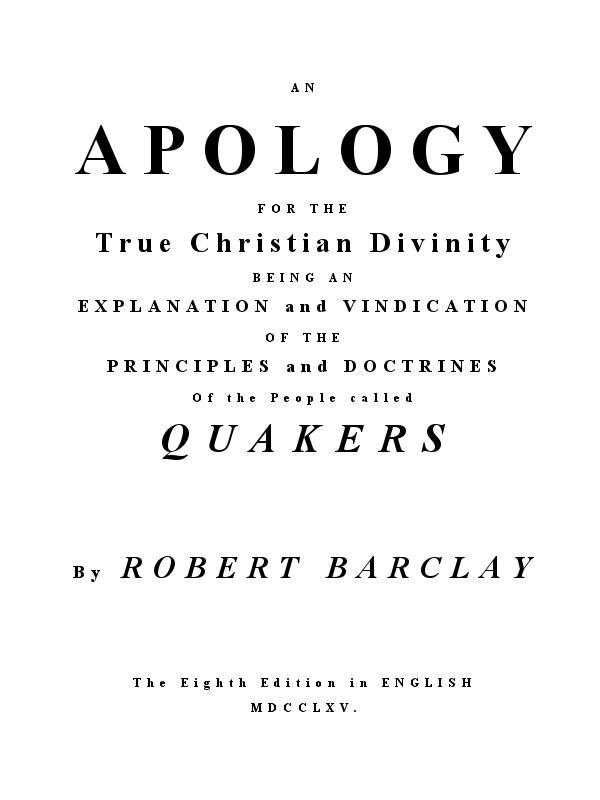 AN
APOLOGY
FOR THE
True Christian Divinity
BEING AN
EXPLANATION and VINDICATION
OF THE
PRINCIPLES and DOCTRINES
Of the People called
QUAKERS
By ROBERT BARCLAY
The Eighth Edition in ENGLISH
MDCCLXV.